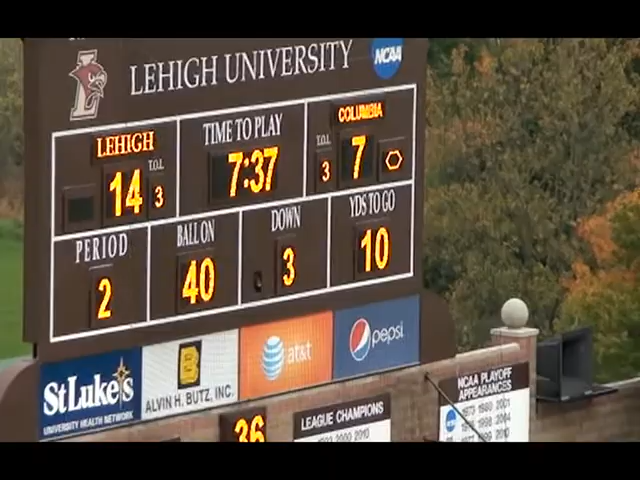 LEHIGH UNIVERSITY
NCAA
LEHIGH
T.O.L
14
3
TIME TO PLAY
7:37
COLUMBIA
T.O.L
3
7
PERIOD
2
BALL ON
40
DOWN
3
YDS TO GO
10
St Luke's
UNIVERSITY HEALTH NETWORK
B
ALVIN H. BUTZ, INC.
at&t
pepsi
36
LEAGUE CHAMPIONS
NCAA PLAYOFF
APPEARANCES